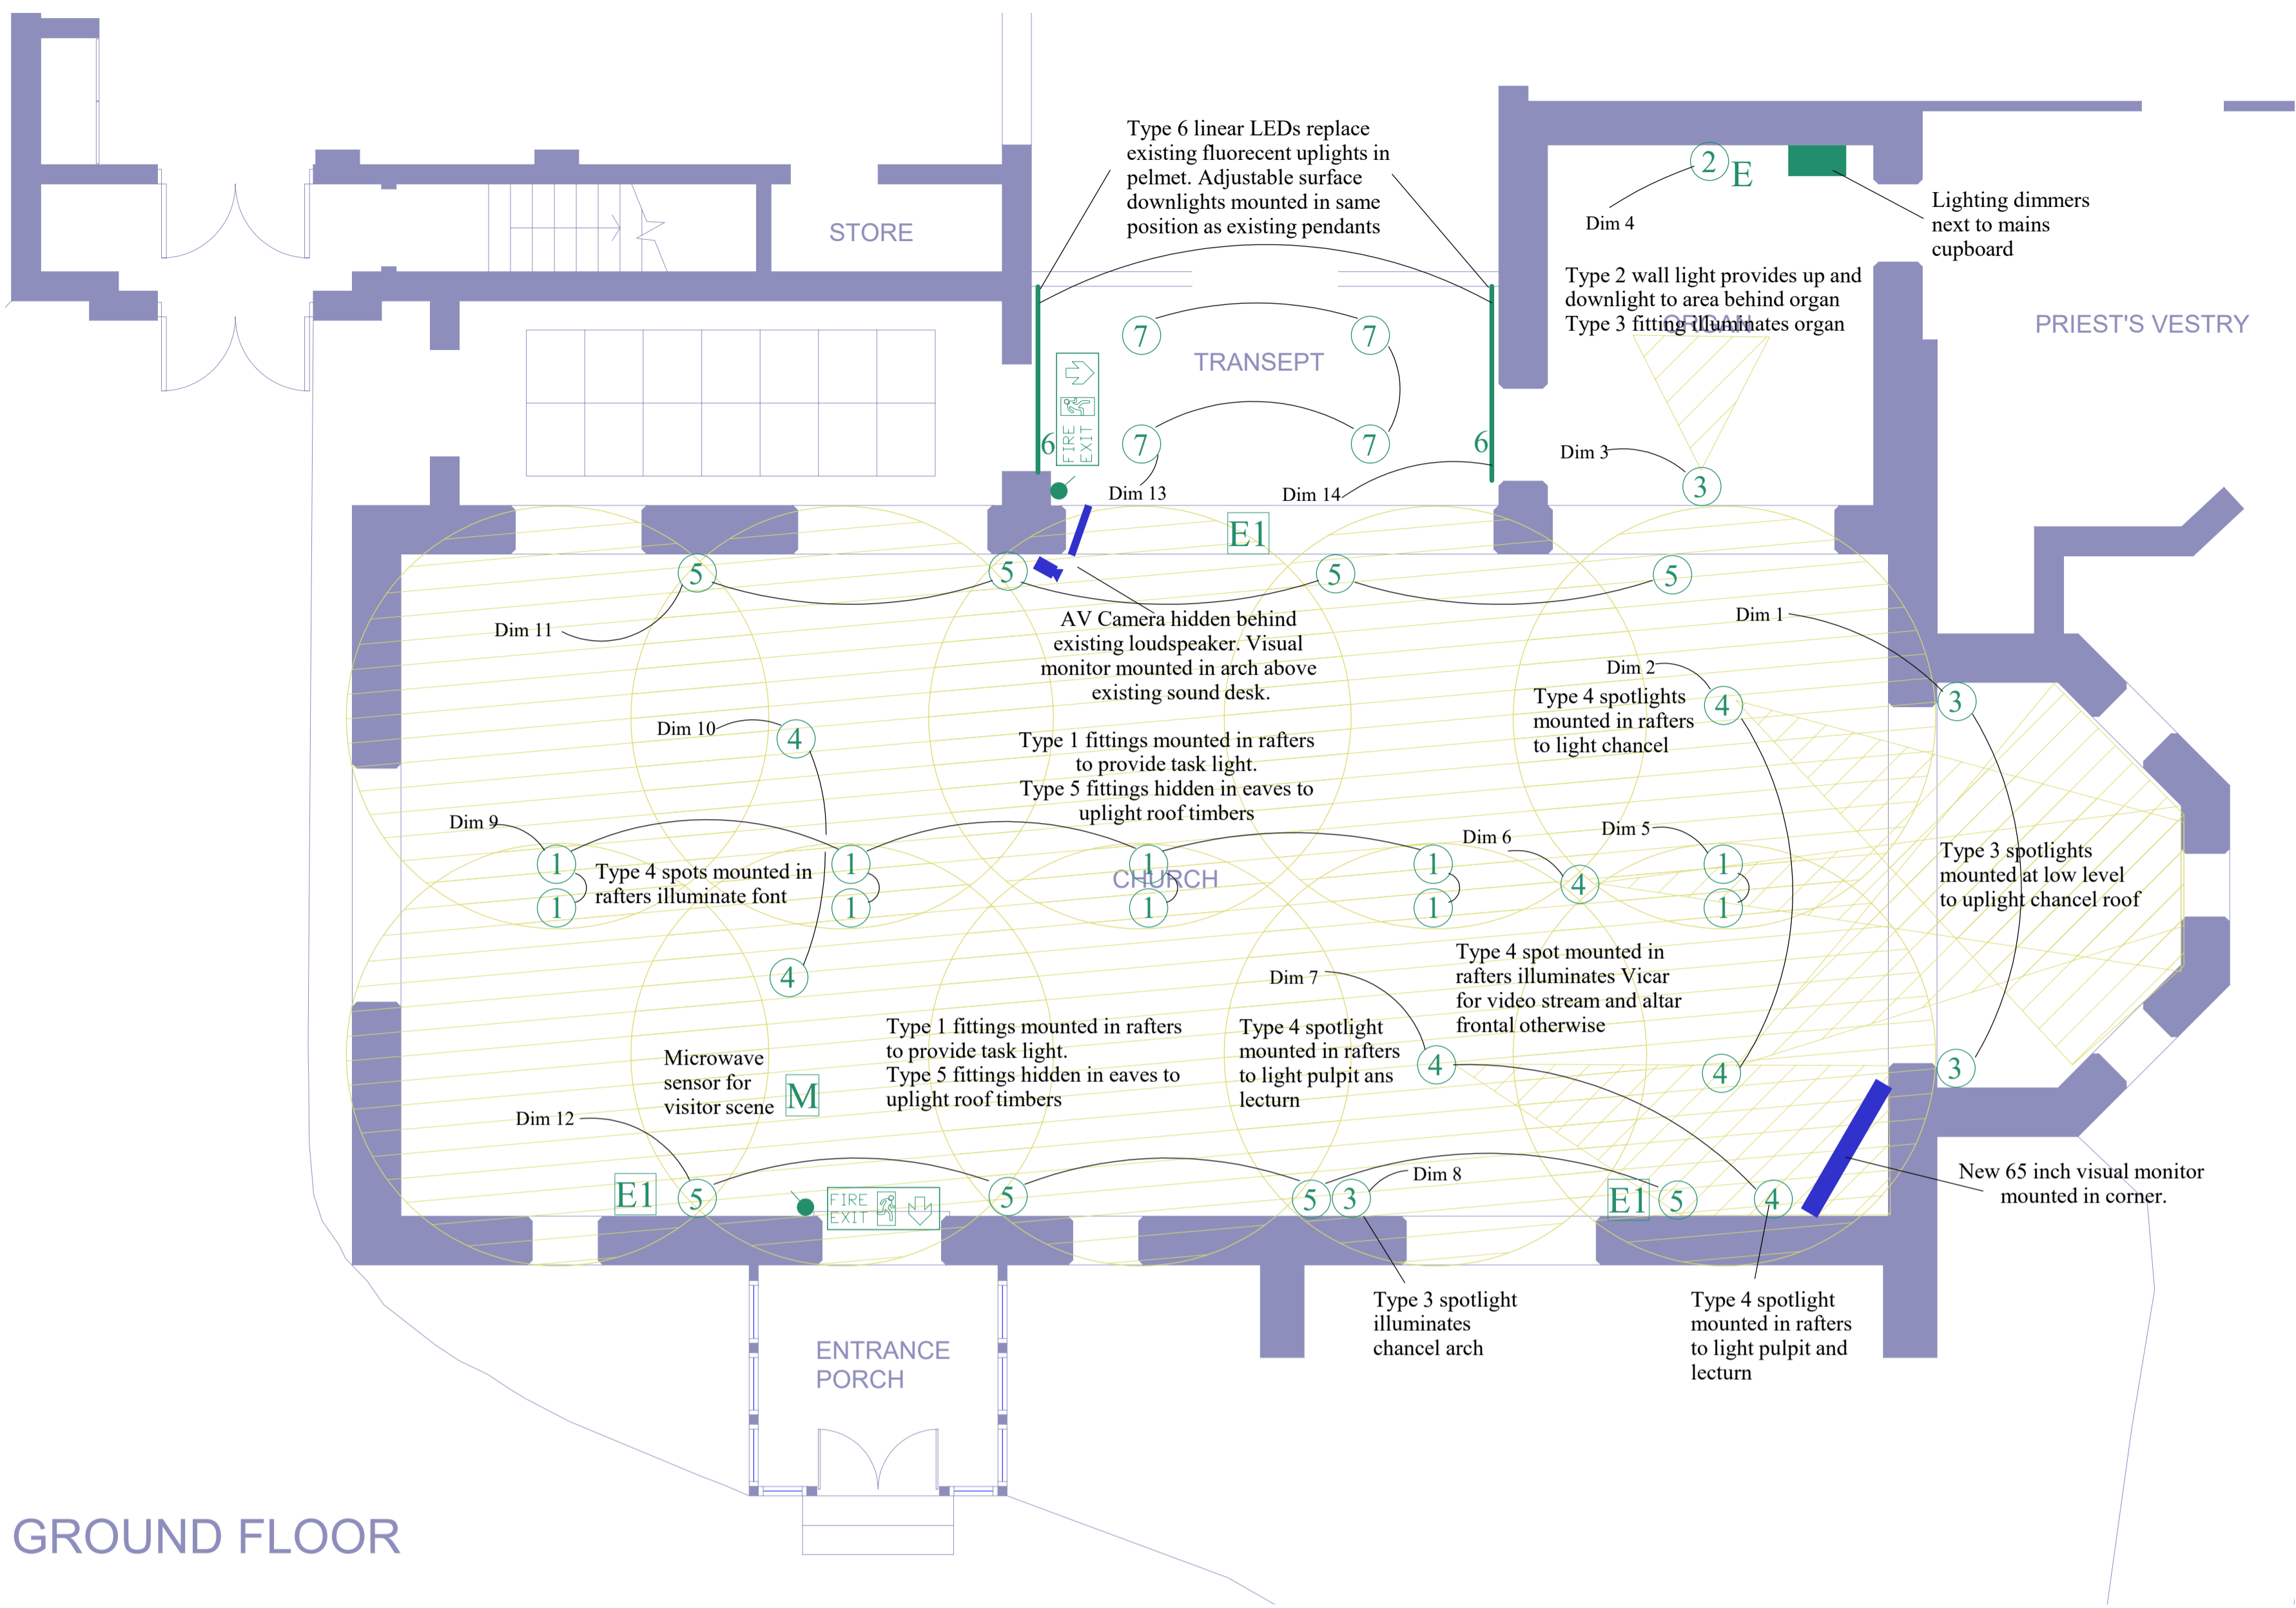 Type 6 linear LEDs replace
existing fluorecent uplights in
pelmet. Adjustable surface
downlights mounted in same
position as existing pendants
2
E
Dim 4
Lighting dimmers
next to mains
cupboard
STORE
Type 2 wall light provides up and
downlight to area behind organ
Type 3 fitting illuminates organ
ORGAN
PRIEST'S VESTRY
7
7
TRANSEPT
FIRE
EXIT
6
7
7
6
Dim 3
3
Dim 13
Dim 14
E1
5
5
5
5
Dim 11
AV Camera hidden behind
existing loudspeaker. Visual
monitor mounted in arch above
existing sound desk.
Dim 1
Dim 2
4
3
Type 4 spotlights
mounted in rafters
to light chancel
Dim 10
4
Type 1 fittings mounted in rafters
to provide task light.
Type 5 fittings hidden in eaves to
uplight roof timbers
Dim 9
Dim 6
Dim 5
1
1
1
1
1
Type 4 spots mounted in
rafters illuminate font
CHURCH
4
Type 3 spotlights
mounted at low level
to uplight chancel roof
1
1
1
1
1
4
Dim 7
Type 4 spot mounted in
rafters illuminates Vicar
for video stream and altar
frontal otherwise
Microwave
sensor for
visitor scene
M
Type 1 fittings mounted in rafters
to provide task light.
Type 5 fittings hidden in eaves to
uplight roof timbers
Type 4 spotlight
mounted in rafters
to light pulpit ans
lecturn
4
4
3
Dim 12
Dim 8
E1
5
FIRE
EXIT
5
5
3
E1
5
4
New 65 inch visual monitor
mounted in corner.
Type 3 spotlight
illuminates
chancel arch
Type 4 spotlight
mounted in rafters
to light pulpit and
lecturn
ENTRANCE
PORCH
GROUND FLOOR